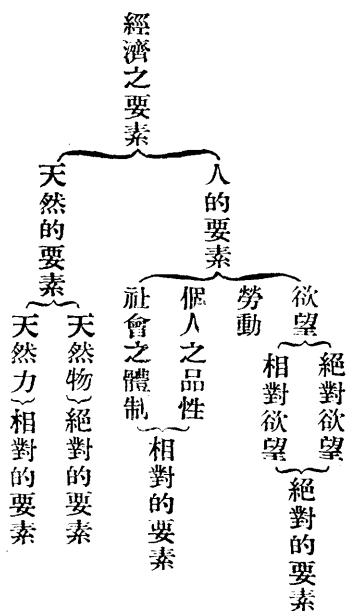 經濟之要素
人的要素
欲望
絕對欲望
相對欲望
絕對的要素
勞動
個人之品性
社會之體制
相對的要素
天然的要素
天然物
絕對的要素
天然力
相對的要素